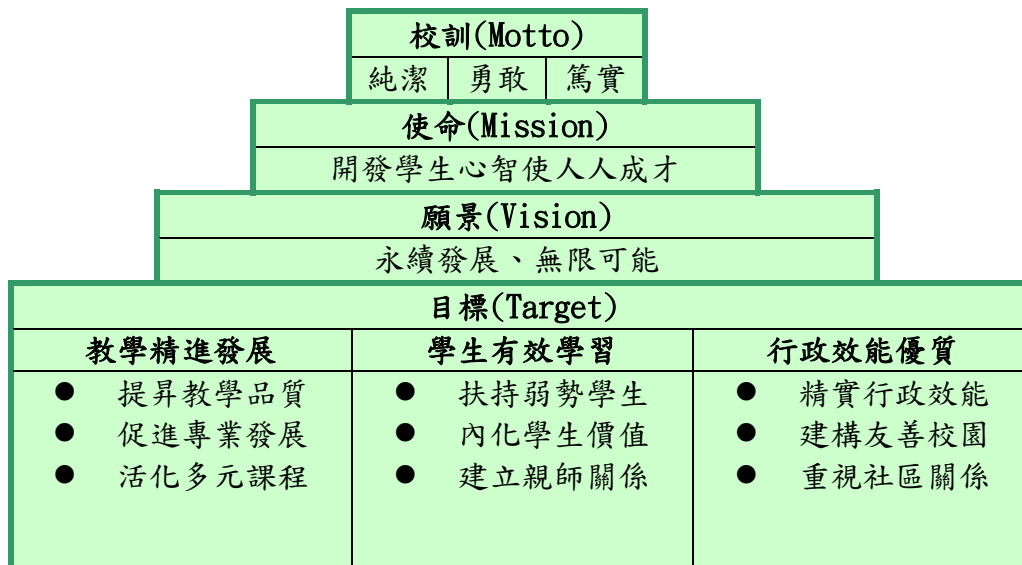 校訓(Motto)
純潔 勇敢 篤實
使命(Mission)
開發學生心智使人人成才
願景(Vision)
永續發展、無限可能
目標(Target)
教學精進發展 學生有效學習 行政效能優質
● 提昇教學品質 ● 扶持弱勢學生 ● 精實行政效能
● 促進專業發展 ● 內化學生價值 ● 建構友善校園
● 活化多元課程 ● 建立親師關係 ● 重視社區關係